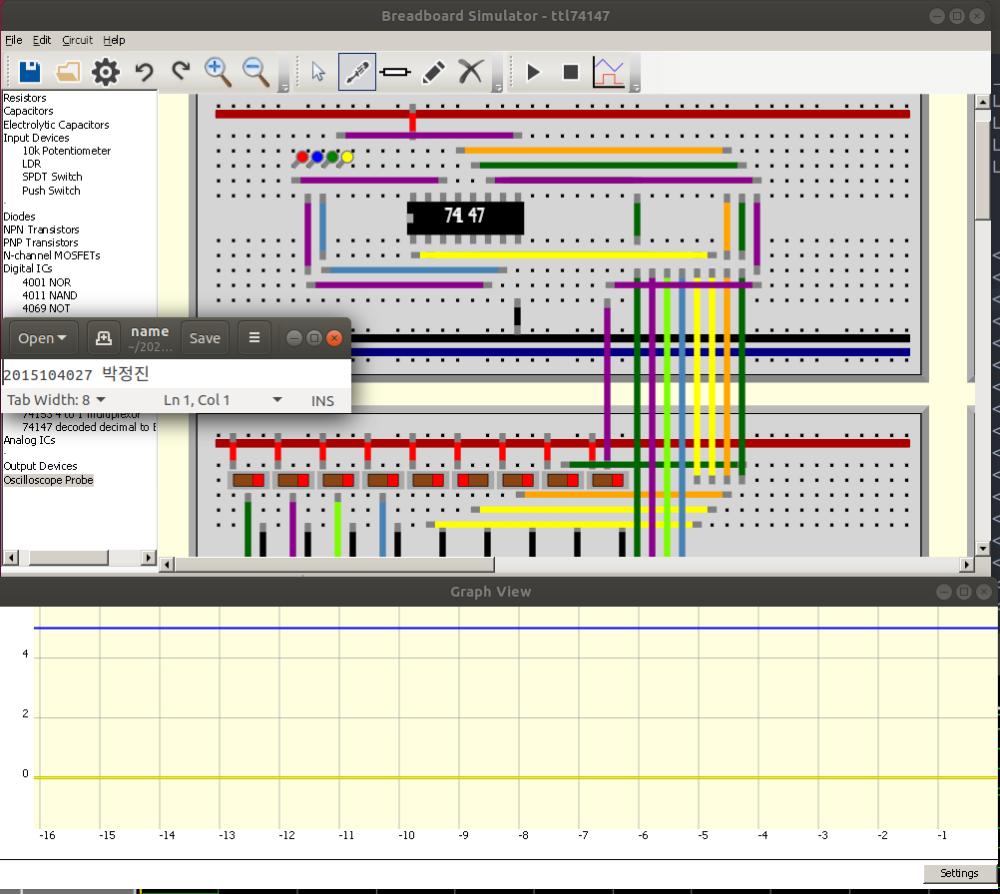 Breadboard Simulator - ttl74147
File Edit Circuit Help
Resistors
Capacitors
Electrolytic Capacitors
Input Devices
10k Potentiometer
LDR
SPDT Switch
Push Switch
Diodes
NPN Transistors
PNP Transistors
N-channel MOSFETs
Digital ICs
4001 NOR
4011 NAND
4069 NOT
74 47
Open name Save
~/202...
2015104027 박정진
Tab Width: 8 Ln 1, Col 1 INS
74153 4 to 1 multiplexor
74147 decoded decimal to E
Analog ICs
Output Devices
Oscilloscope Probe
Graph View
4
2
0
-16 -15 -14 -13 -12 -11 -10 -9 -8 -7 -6 -5 -4 -3 -2 -1
Settings